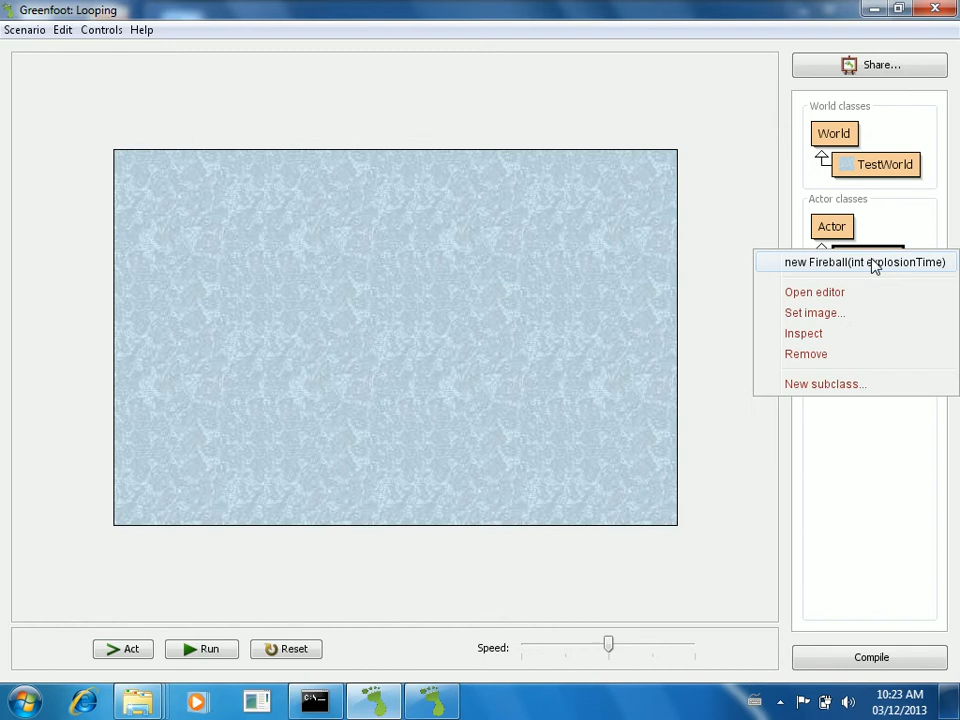 Greenfoot: Looping
Scenario Edit Controls Help
Share...
World classes
World
TestWorld
Actor classes
Actor
new Fireball(int explosionTime)
Open editor
Set image...
Inspect
Remove
New subclass...
Act
Run
Reset
Speed:
Compile
C:\
10:23 AM
03/12/2013